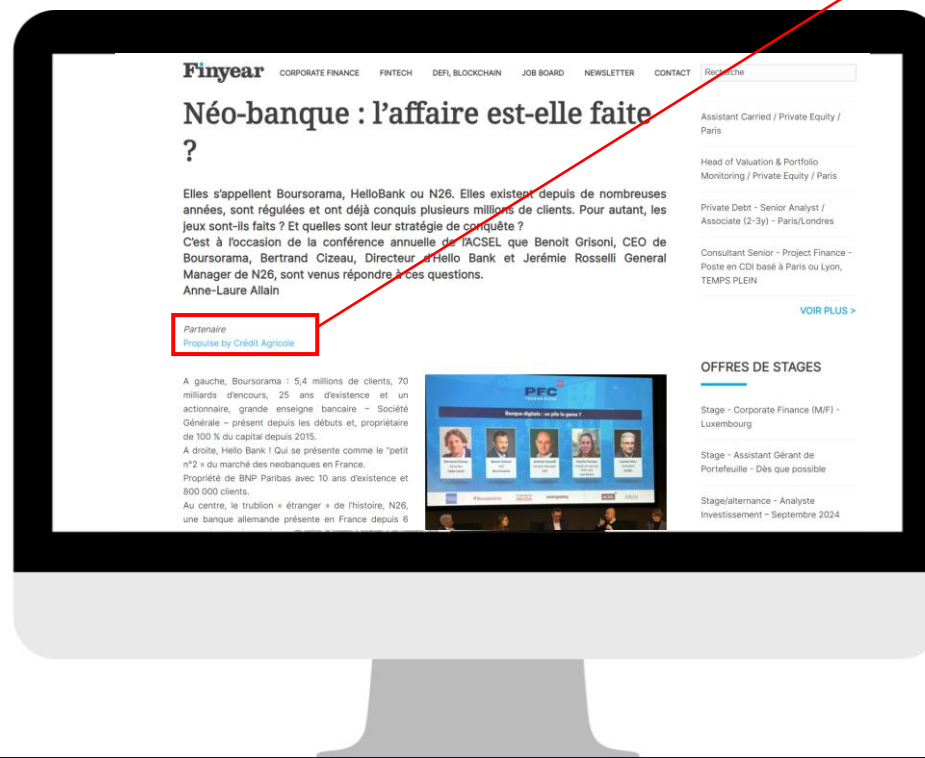 Finyear
CORPORATE FINANCE FINTECH DEFI, BLOCKCHAIN JOB BOARD NEWSLETTER CONTACT
Recherche
Néo-banque : l'affaire est-elle faite
?
Elles s'appellent Boursorama, HelloBank ou N26. Elles existent depuis de nombreuses
années, sont régulées et ont déjà conquis plusieurs millions de clients. Pour autant, les
jeux sont-ils faits ? Et quelles sont leur stratégie de conquête ?
C'est à l'occasion de la conférence annuelle de l'ACSEL que Benoit Grisoni, CEO de
Boursorama, Bertrand Cizeau, Directeur d'Hello Bank et Jerémie Rosselli General
Manager de N26, sont venus répondre à ces questions.
Anne-Laure Allain
Partenaire
Propulse by Crédit Agricole
A gauche, Boursorama : 5,4 millions de clients, 70
milliards d'encours, 25 ans d'existence et un
actionnaire, grande enseigne bancaire – Société
Générale – présent depuis les débuts et, propriétaire
de 100 % du capital depuis 2015.
A droite, Hello Bank ! Qui se présente comme le "petit
n°2 » du marché des neobanques en France.
Propriété de BNP Paribas avec 10 ans d'existence et
800 000 clients.
Au centre, le trublion « étranger » de l'histoire, N26,
une banque allemande présente en France depuis 6
PFC
Banque digitale : où plie le game ?
Assistant Carried / Private Equity /
Paris
Head of Valuation & Portfolio
Monitoring / Private Equity / Paris
Private Debt - Senior Analyst /
Associate (2-3y) - Paris/Londres
Consultant Senior - Project Finance -
Poste en CDI basé à Paris ou Lyon,
TEMPS PLEIN
VOIR PLUS >
OFFRES DE STAGES
Stage - Corporate Finance (M/F) -
Luxembourg
Stage - Assistant Gérant de
Portefeuille - Dès que possible
Stage/alternance - Analyste
Investissement – Septembre 2024